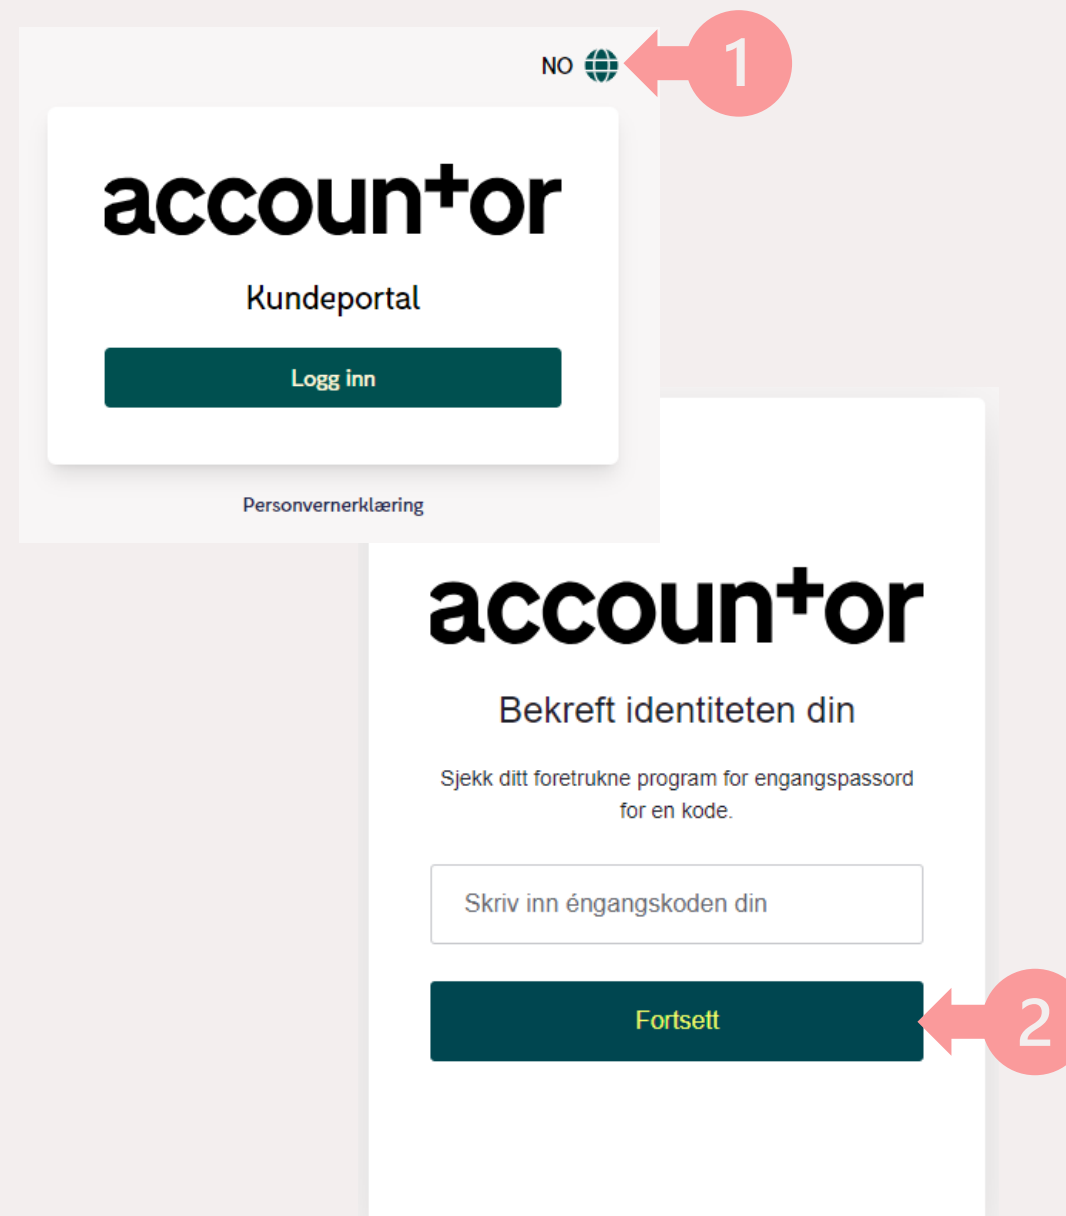 NO
1
accountor
Kundeportal
Logg inn
Personvernerklæring
accountor
Bekreft identiteten din
Sjekk ditt foretrukne program for engangspassord
for en kode.
Skriv inn éngangskoden din
Fortsett
2